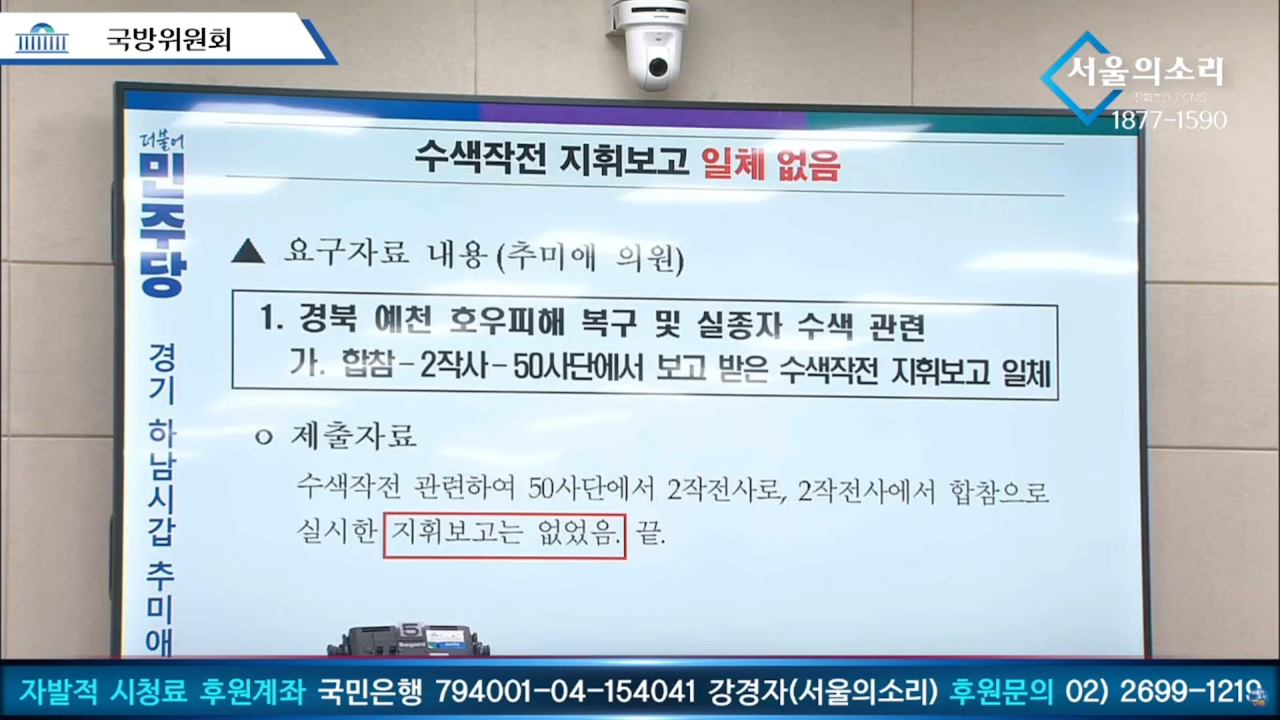 국방위원회
서울의소리
1877-1590
더불어
민주당
경기 하남시갑 추미애
수색작전 지휘보고 일체 없음
▲ 요구자료 내용(추미애 의원)
1. 경북 예천 호우피해 복구 및 실종자 수색 관련
가. 합참-2작사-50사단에서 보고 받은 수색작전 지휘보고 일체
ㅇ 제출자료
수색작전 관련하여 50사단에서 2작전사로, 2작전사에서 합참으로
실시한 지휘보고는 없었음. 끝.
5
자발적 시청료 후원계좌 국민은행 794001-04-154041 강경자(서울의소리) 후원문의 02) 2699-1219